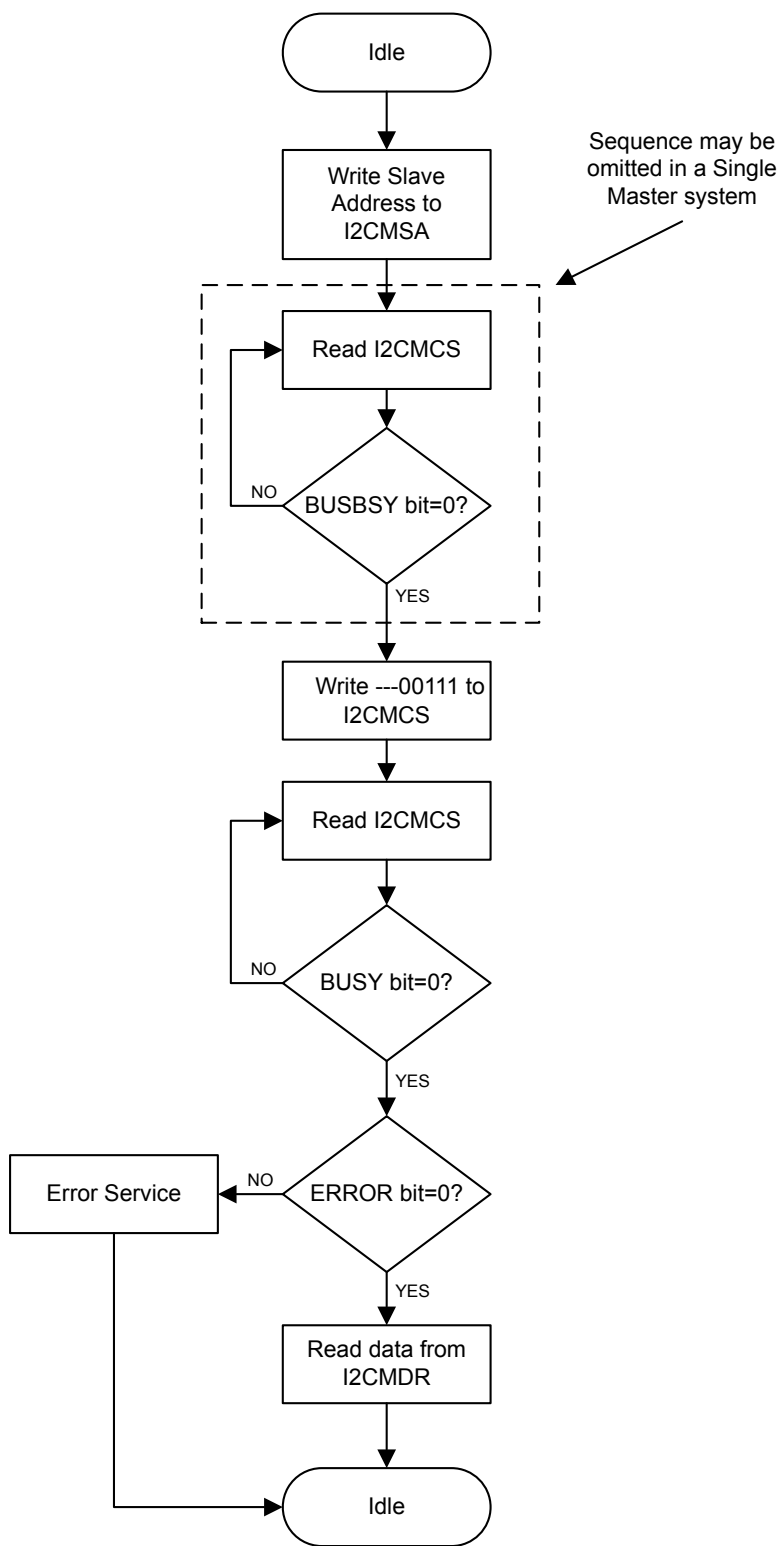 Idle
Sequence may be
omitted in a Single
Master system
Write Slave
Address to
I2CMSA
Read I2CMCS
NO
BUSBSY bit=0?
YES
Write ---00111 to
I2CMCS
Read I2CMCS
NO
BUSY bit=0?
YES
Error Service
NO
ERROR bit=0?
YES
Read data from
I2CMDR
Idle